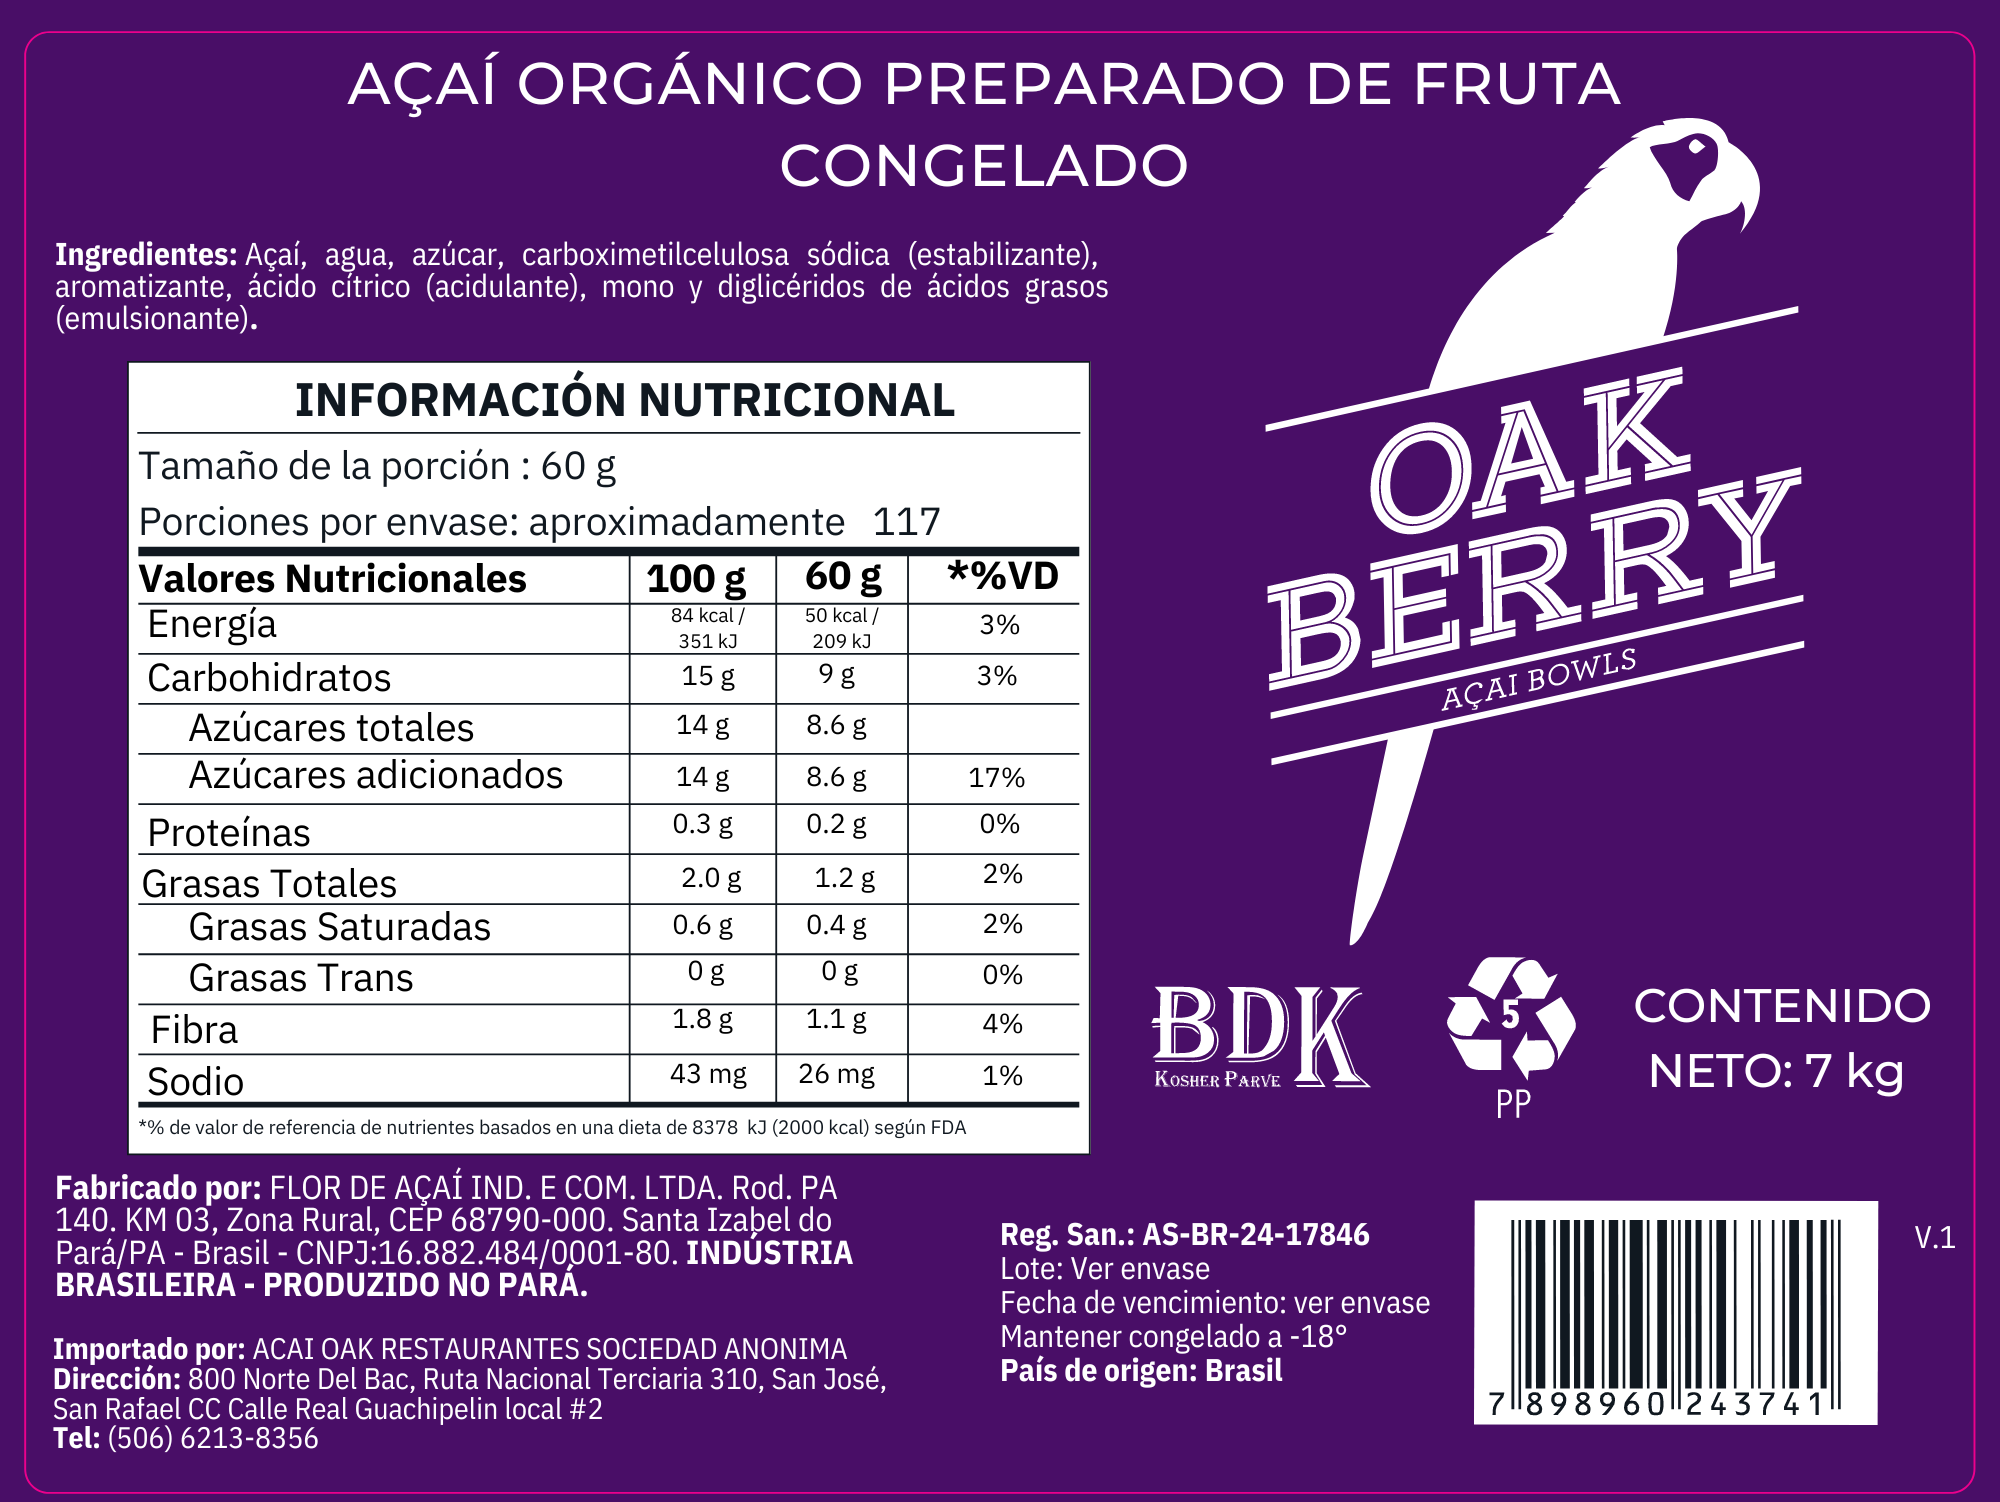 AÇAÍ ORGÁNICO PREPARADO DE FRUTA
CONGELADO
Ingredientes: Açaí, agua, azúcar, carboximetilcelulosa sódica (estabilizante),
aromatizante, ácido cítrico (acidulante), mono y diglicéridos de ácidos grasos
(emulsionante).
INFORMACIÓN NUTRICIONAL
Tamaño de la porción : 60 g
Porciones por envase: aproximadamente 117
Valores Nutricionales 100 g 60 g *%VD
Energía 84 kcal / 351 kJ 50 kcal / 209 kJ 3%
Carbohidratos 15 g 9 g 3%
Azúcares totales 14 g 8.6 g
Azúcares adicionados 14 g 8.6 g 17%
Proteínas 0.3 g 0.2 g 0%
Grasas Totales 2.0 g 1.2 g 2%
Grasas Saturadas 0.6 g 0.4 g 2%
Grasas Trans 0 g 0 g 0%
Fibra 1.8 g 1.1 g 4%
Sodio 43 mg 26 mg 1%
*% de valor de referencia de nutrientes basados en una dieta de 8378 kJ (2000 kcal) según FDA
OAK
BERRY
AÇAI BOWLS
BDK
KOSHER PARVE
5
PP
CONTENIDO
NETO: 7 kg
Fabricado por: FLOR DE AÇAÍ IND. E COM. LTDA. Rod. PA
140. KM 03, Zona Rural, CEP 68790-000. Santa Izabel do
Pará/PA - Brasil - CNPJ:16.882.484/0001-80. INDÚSTRIA
BRASILEIRA - PRODUZIDO NO PARÁ.
Importado por: ACAI OAK RESTAURANTES SOCIEDAD ANONIMA
Dirección: 800 Norte Del Bac, Ruta Nacional Terciaria 310, San José,
San Rafael CC Calle Real Guachipelin local #2
Tel: (506) 6213-8356
Reg. San.: AS-BR-24-17846
Lote: Ver envase
Fecha de vencimiento: ver envase
Mantener congelado a -18°
País de origen: Brasil
7 898960 243741
V.1